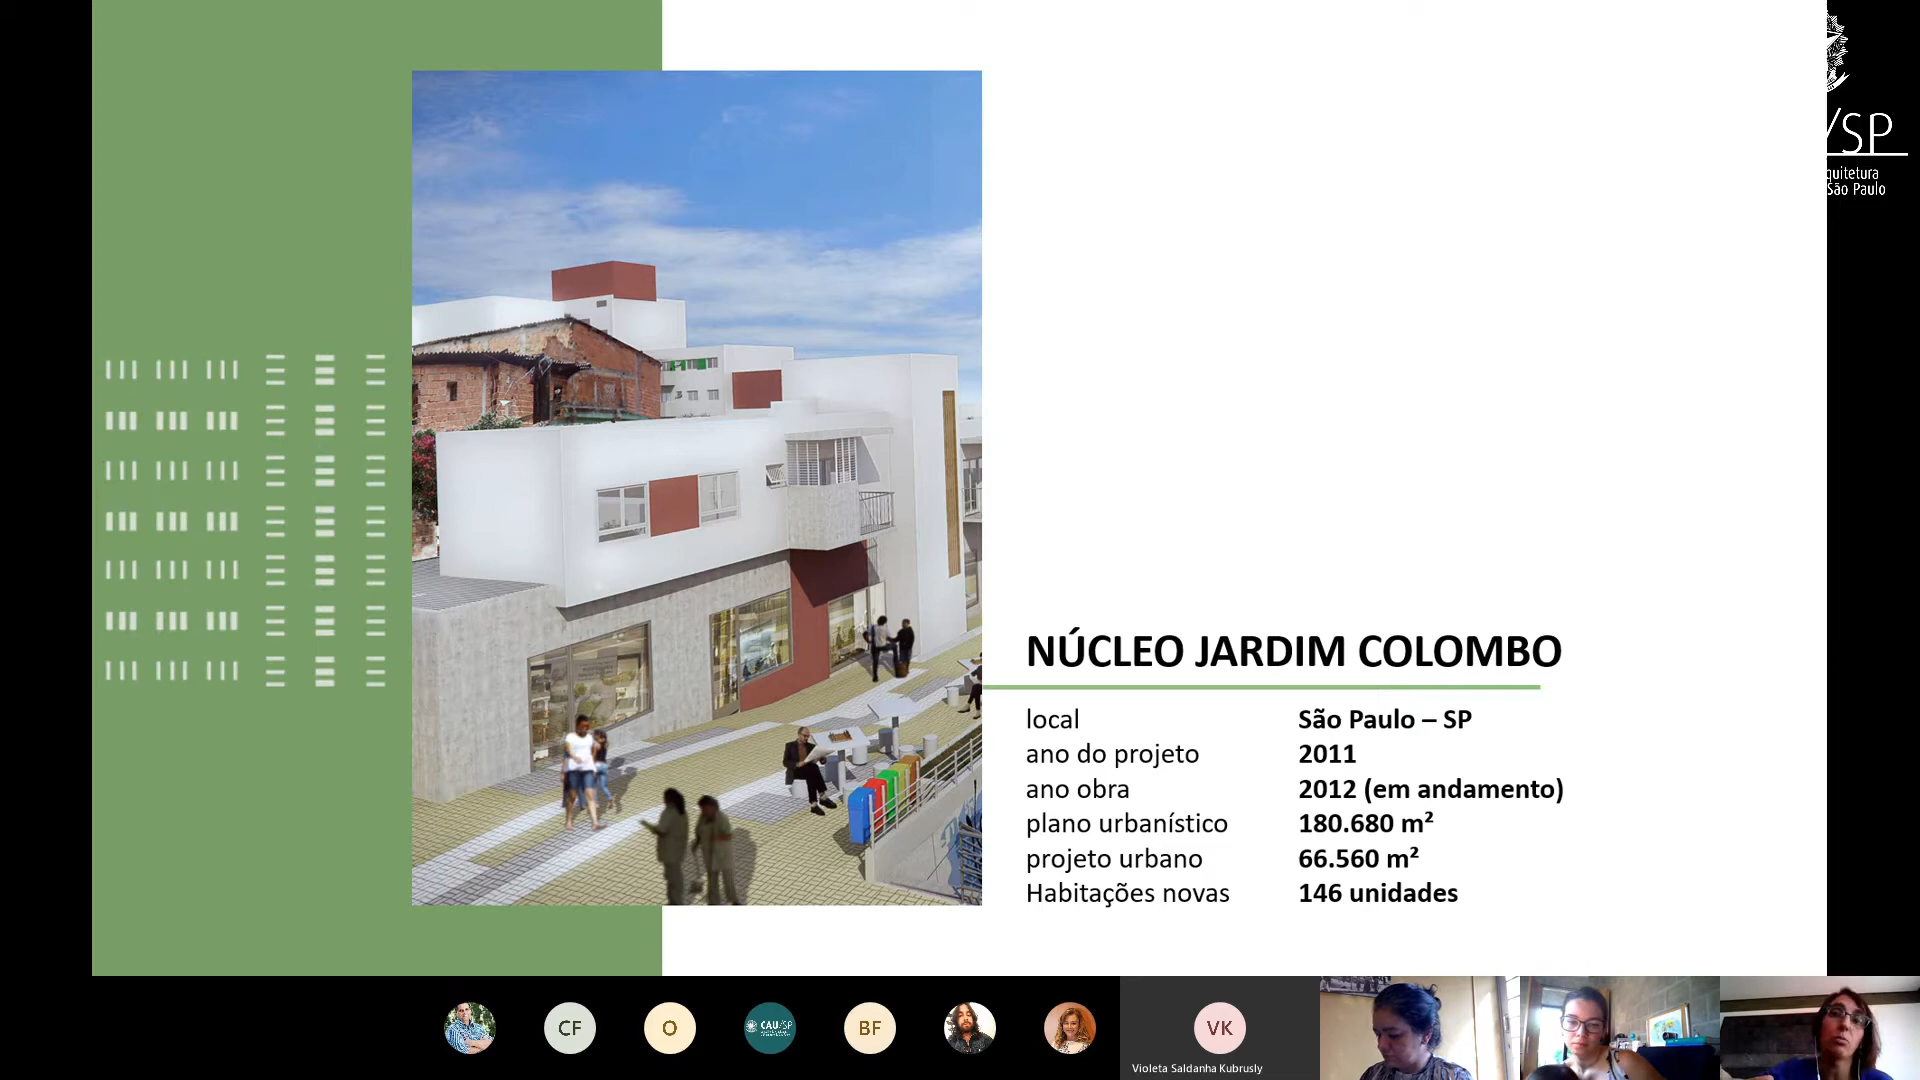 /SP
quitetura
São Paulo
NÚCLEO JARDIM COLOMBO
local São Paulo – SP
ano do projeto 2011
ano obra 2012 (em andamento)
plano urbanístico 180.680 m²
projeto urbano 66.560 m²
Habitações novas 146 unidades
CF
O
CAU/SP
BF
VK
Violeta Saldanha Kubrusly